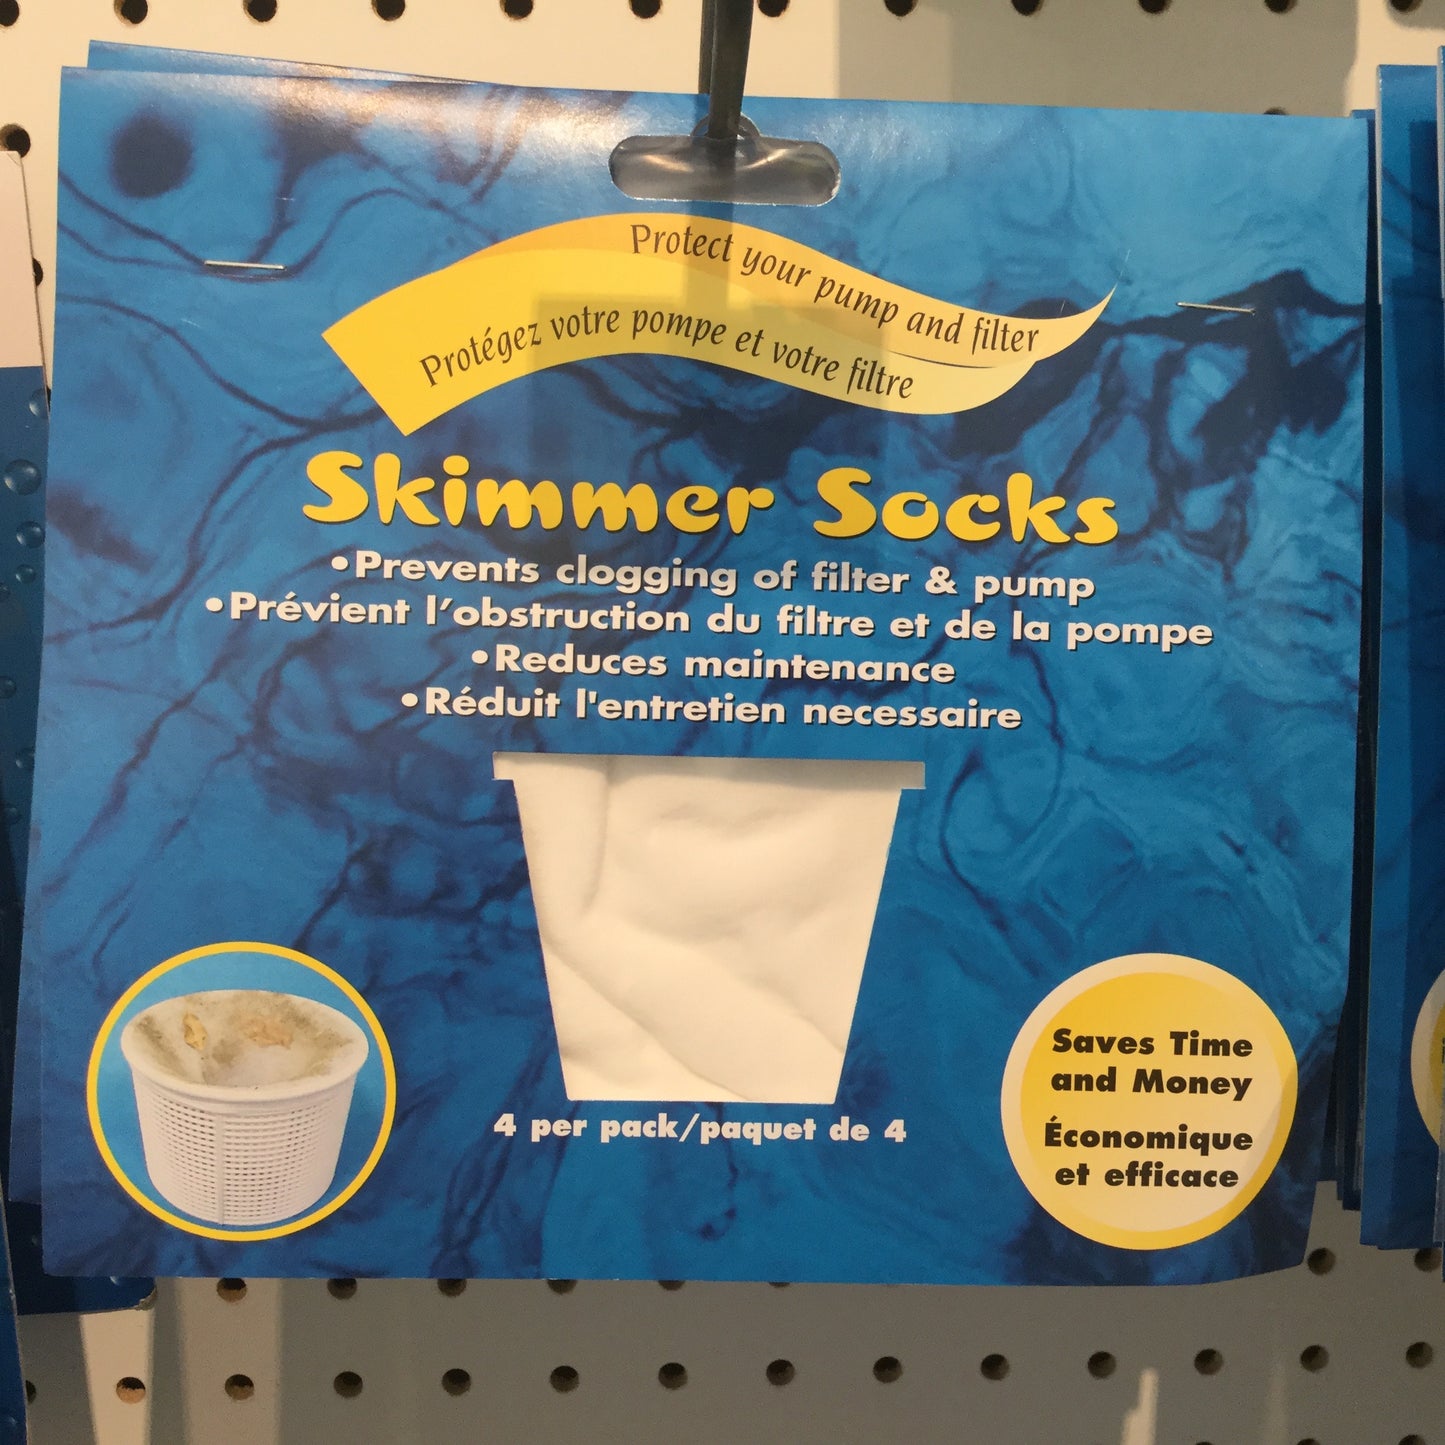 Protect your pump and filter
Protégez votre pompe et votre filtre
Skimmer Socks
•Prevents clogging of filter & pump
•Prévient l'obstruction du filtre et de la pompe
•Reduces maintenance
•Réduit l'entretien necessaire
4 per pack/paquet de 4
Saves Time
and Money
Économique
et efficace